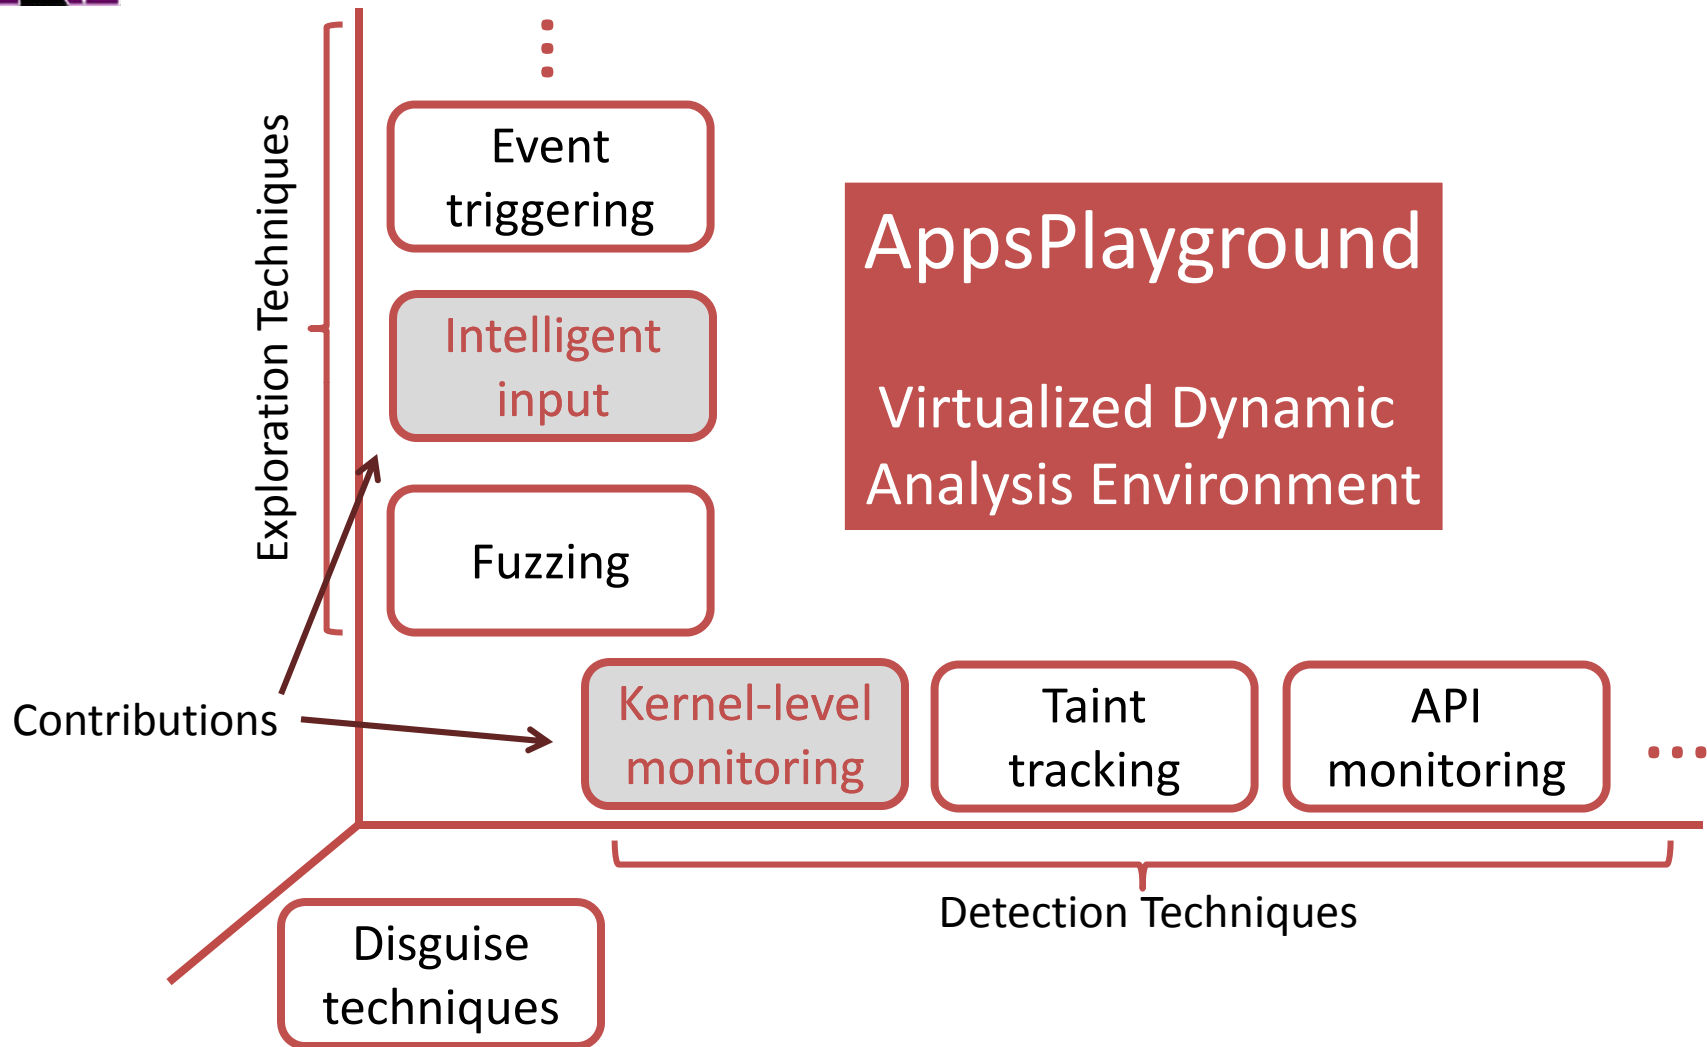 Exploration Techniques
Event
triggering
Intelligent
input
Fuzzing
AppsPlayground
Virtualized Dynamic
Analysis Environment
Contributions
Kernel-level
monitoring
Taint
tracking
API
monitoring
Detection Techniques
Disguise
techniques